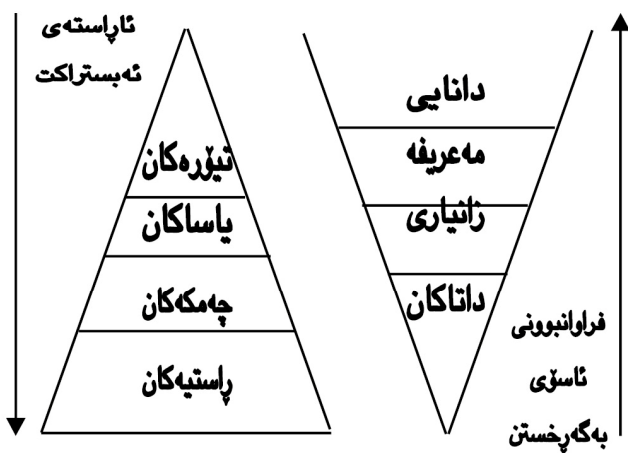 ئاڕاستەی
ئەبستراکت
تیۆرەکان
یاساکان
چەمکەکان
ڕاستیەکان
دانایی
مەعریفە
زانیاری
داتاکان
فراوانبوونی
ئاسۆی
بەگەڕخستن